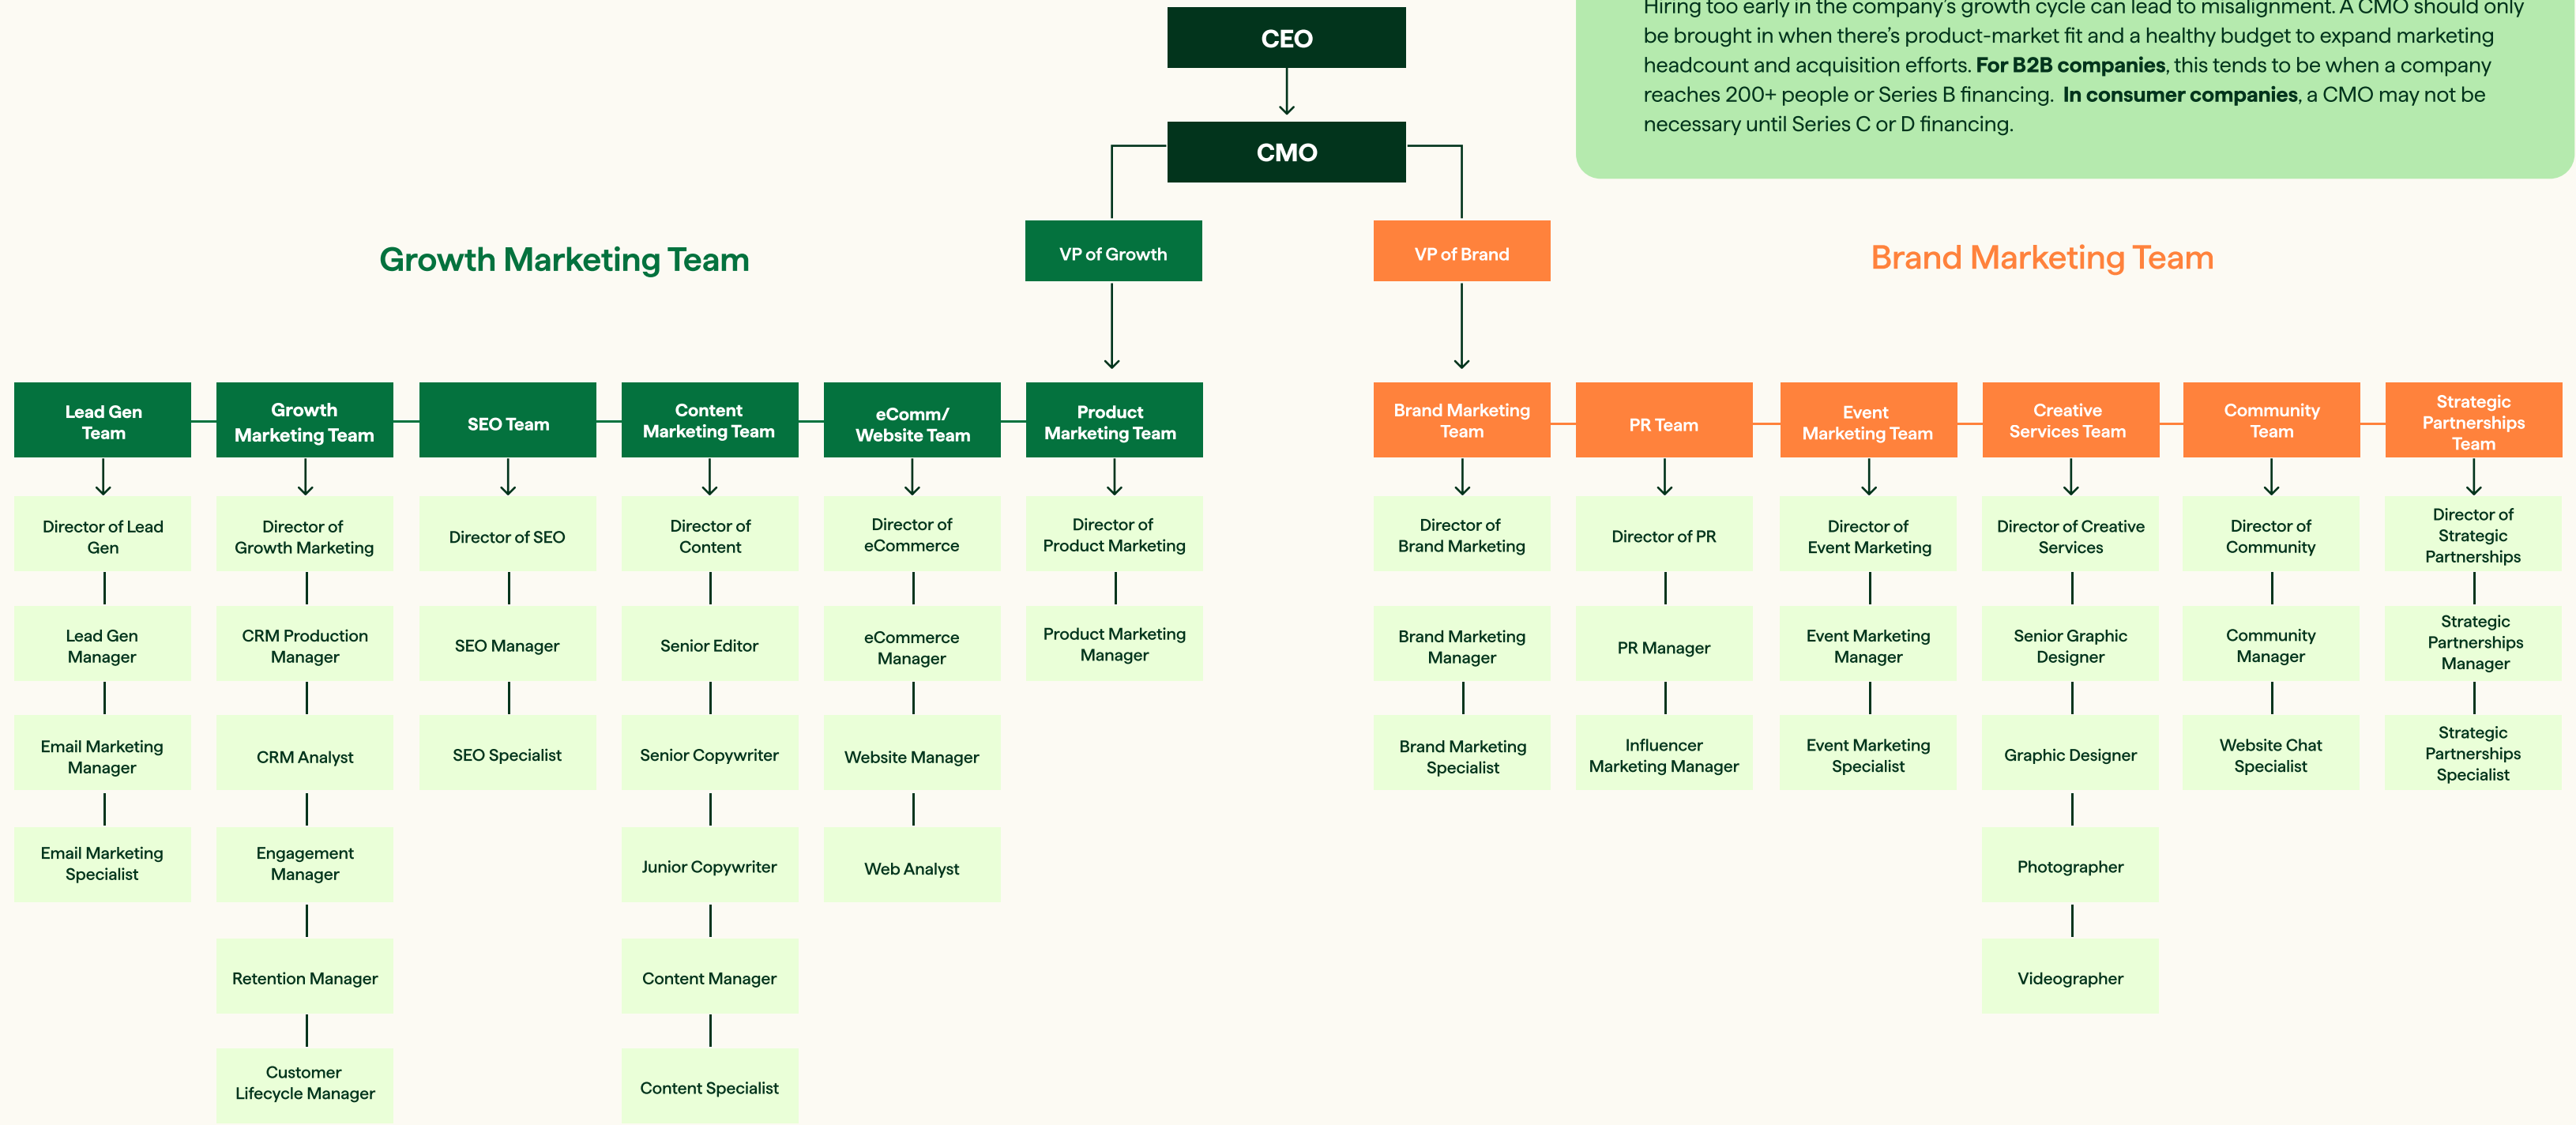 Hiring too early in the company's growth cycle can lead to misalignment. A CMO should only
be brought in when there's product-market fit and a healthy budget to expand marketing
headcount and acquisition efforts. For B2B companies, this tends to be when a company
reaches 200+ people or Series B financing. In consumer companies, a CMO may not be
necessary until Series C or D financing.
CEO
CMO
Growth Marketing Team
VP of Growth
VP of Brand
Brand Marketing Team
Lead Gen
Team
Growth
Marketing Team
SEO Team
Content
Marketing Team
eComm/
Website Team
Product
Marketing Team
Brand Marketing
Team
PR Team
Event
Marketing Team
Creative
Services Team
Community
Team
Strategic
Partnerships
Team
Director of Lead
Gen
Director of
Growth Marketing
Director of SEO
Director of
Content
Director of
eCommerce
Director of
Product Marketing
Director of
Brand Marketing
Director of PR
Director of
Event Marketing
Director of Creative
Services
Director of
Community
Director of
Strategic
Partnerships
Lead Gen
Manager
CRM Production
Manager
SEO Manager
Senior Editor
eCommerce
Manager
Product Marketing
Manager
Brand Marketing
Manager
PR Manager
Event Marketing
Manager
Senior Graphic
Designer
Community
Manager
Strategic
Partnerships
Manager
Email Marketing
Manager
CRM Analyst
SEO Specialist
Senior Copywriter
Website Manager
Brand Marketing
Specialist
Influencer
Marketing Manager
Event Marketing
Specialist
Graphic Designer
Website Chat
Specialist
Strategic
Partnerships
Specialist
Email Marketing
Specialist
Engagement
Manager
Junior Copywriter
Web Analyst
Photographer
Retention Manager
Content Manager
Videographer
Customer
Lifecycle Manager
Content Specialist